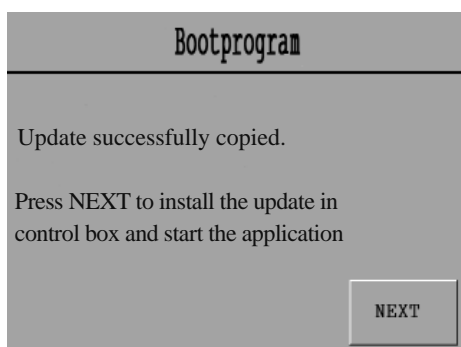 Bootprogram
Update successfully copied.
Press NEXT to install the update in
control box and start the application
NEXT